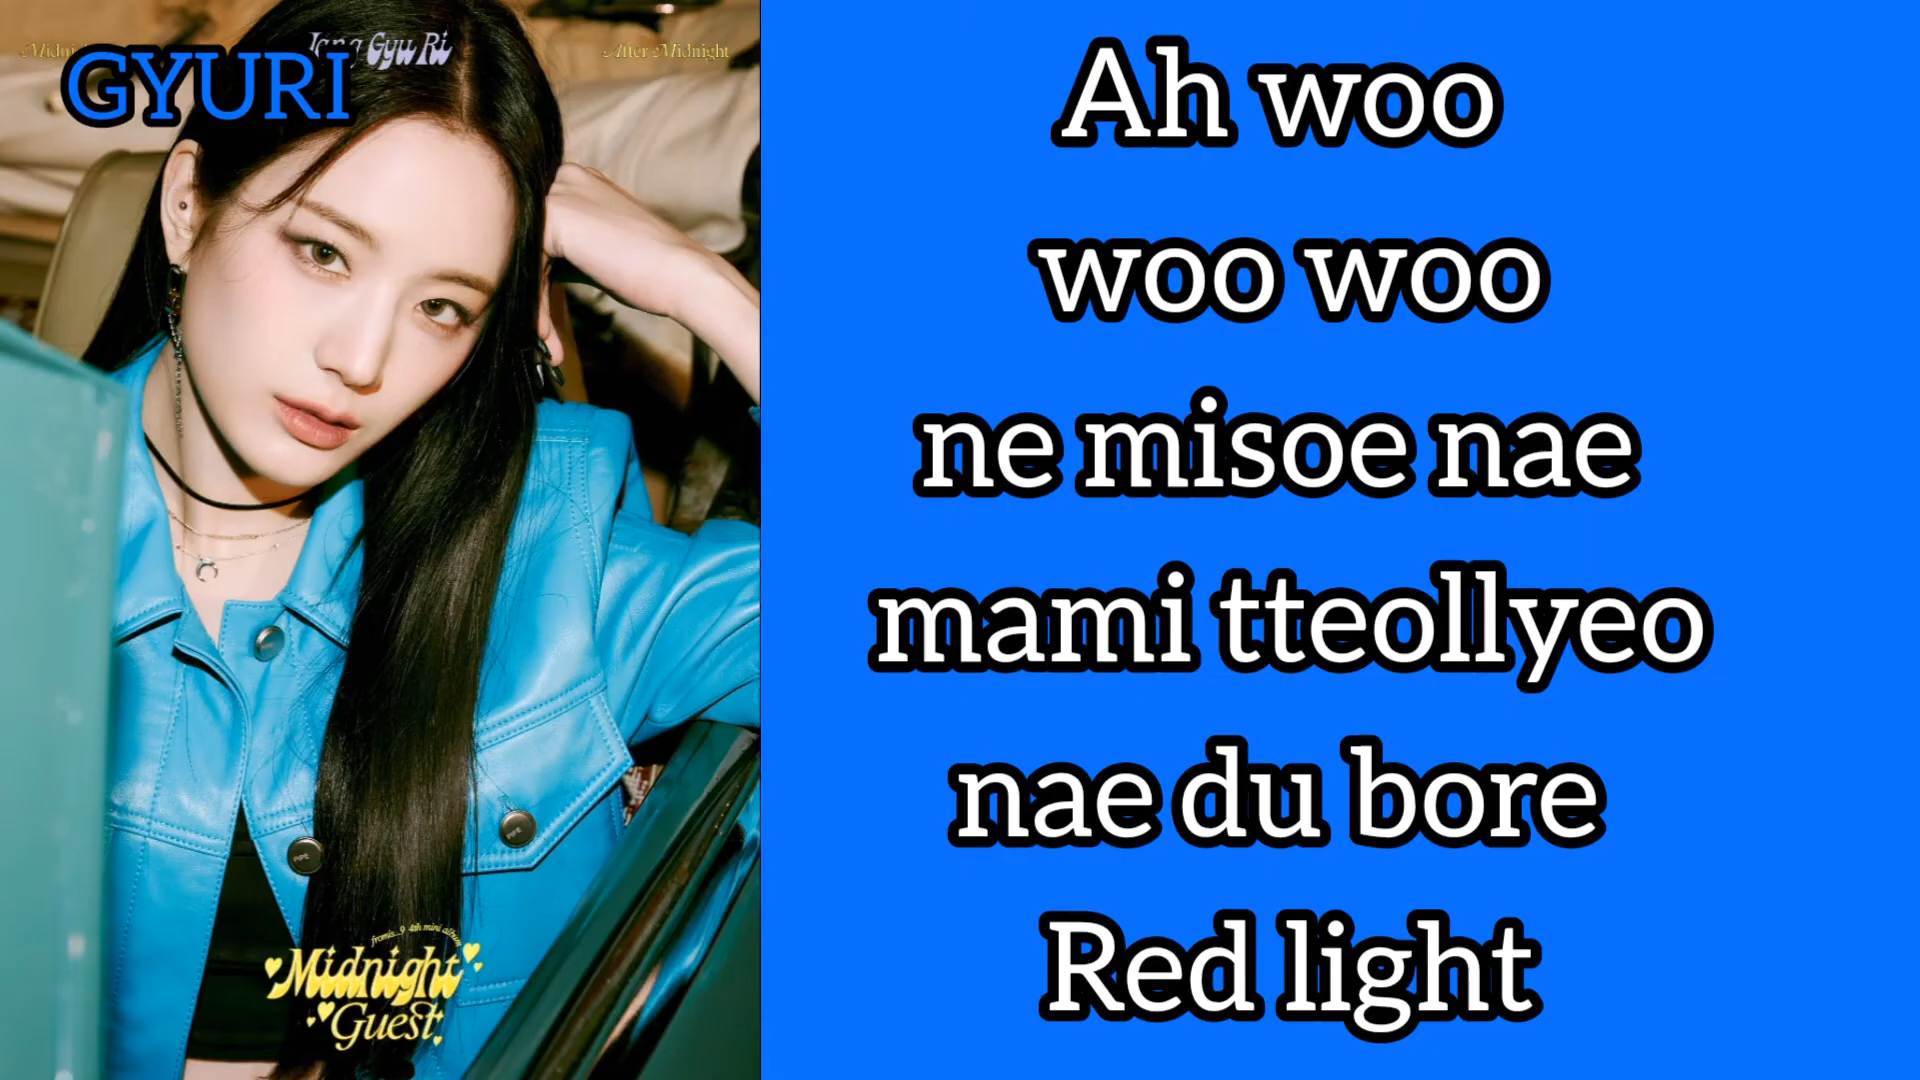 Jang Gyu Ri
After Midnight
GYURI
fromis_9 4th mini album
Midnight
Guest
Ah woo
woo woo
ne misoe nae
mami tteollyeo
nae du bore
Red light